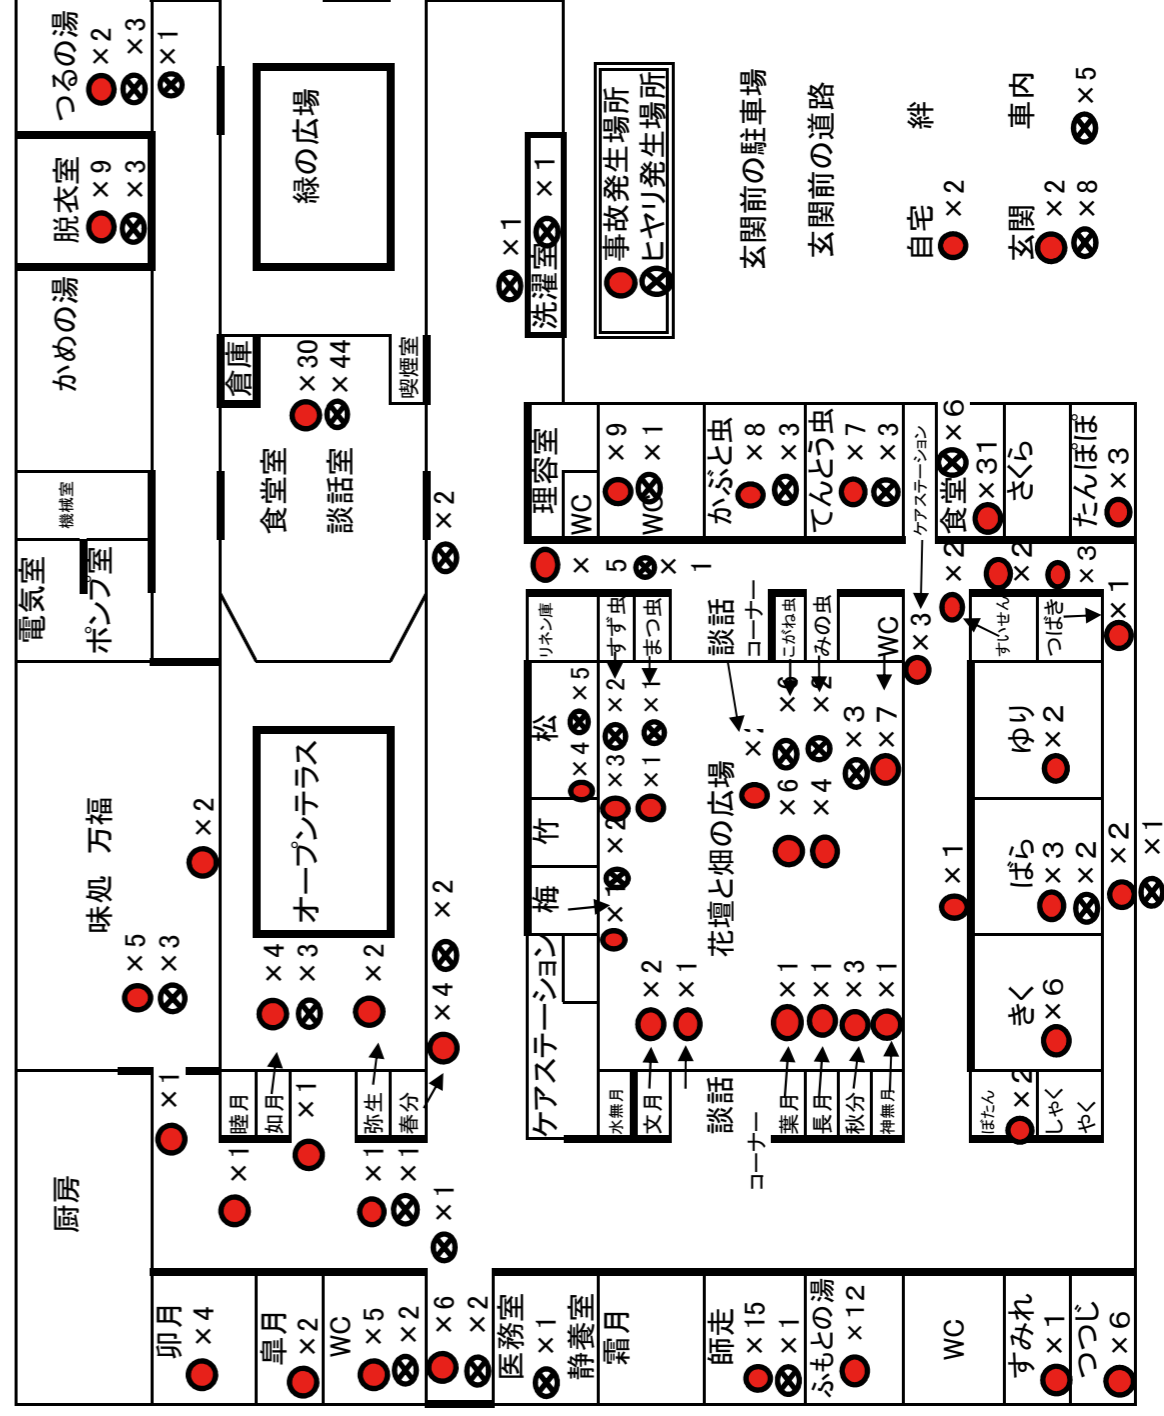 つるの湯
×2
×3
×1
脱衣室
×9
×3
かめの湯
機械室
電気室
ポンプ室
味処 万福
×5
×3
×2
厨房
緑の広場
倉庫
喫煙室
食堂室
談話室
×30
×44
×2
オープンテラス
×4
×3
×2
×4
×2
睦月
如月
弥生
春分
×1
×1
×1
×1
×1
×1
卯月
×4
皐月
×2
WC
×5
×2
×6
×2
医務室
×1
静養室
霜月
師走
×15
×1
ふもとの湯
×12
WC
すみれ
×1
つつじ
×6
×1
洗濯室
×1
事故発生場所
ヒヤリ発生場所
玄関前の駐車場
玄関前の道路
自宅
×2
絆
玄関
×2
×8
車内
×5
理容室
WC
×9
×1
WC
かぶと虫
×8
×3
てんとう虫
×7
×3
ケアステーション
食堂
×6
×31
さくら
たんぽぽ
×3
×5
×1
リネン庫
すず虫
まつ虫
談話
コーナー
こがね虫
みの虫
WC
×3
×2
すいせん
×2
つばき
×3
×1
松
×4
×5
竹
梅
×3
×2
×1
×1
×2
花壇と畑の広場
×6
×6
×4
×3
×7
ケアステーション
水無月
文月
×2
×1
談話
コーナー
葉月
×1
長月
×1
秋分
×3
神無月
×1
×1
ゆり
×2
ばら
×3
×2
×2
×1
きく
×6
ぼたん
×2
しゃく
やく